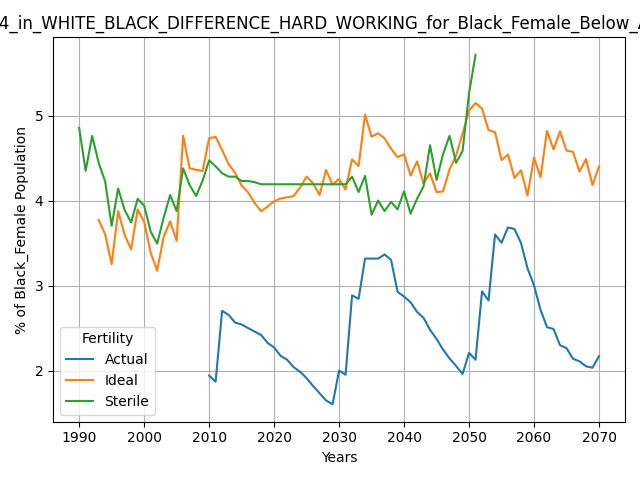 4_in_WHITE_BLACK_DIFFERENCE_HARD_WORKING_for_Black_Female_Below_
% of Black_Female Population
5
4
3
2
Fertility
Actual
Ideal
Sterile
1990 2000 2010 2020 2030 2040 2050 2060 2070
Years